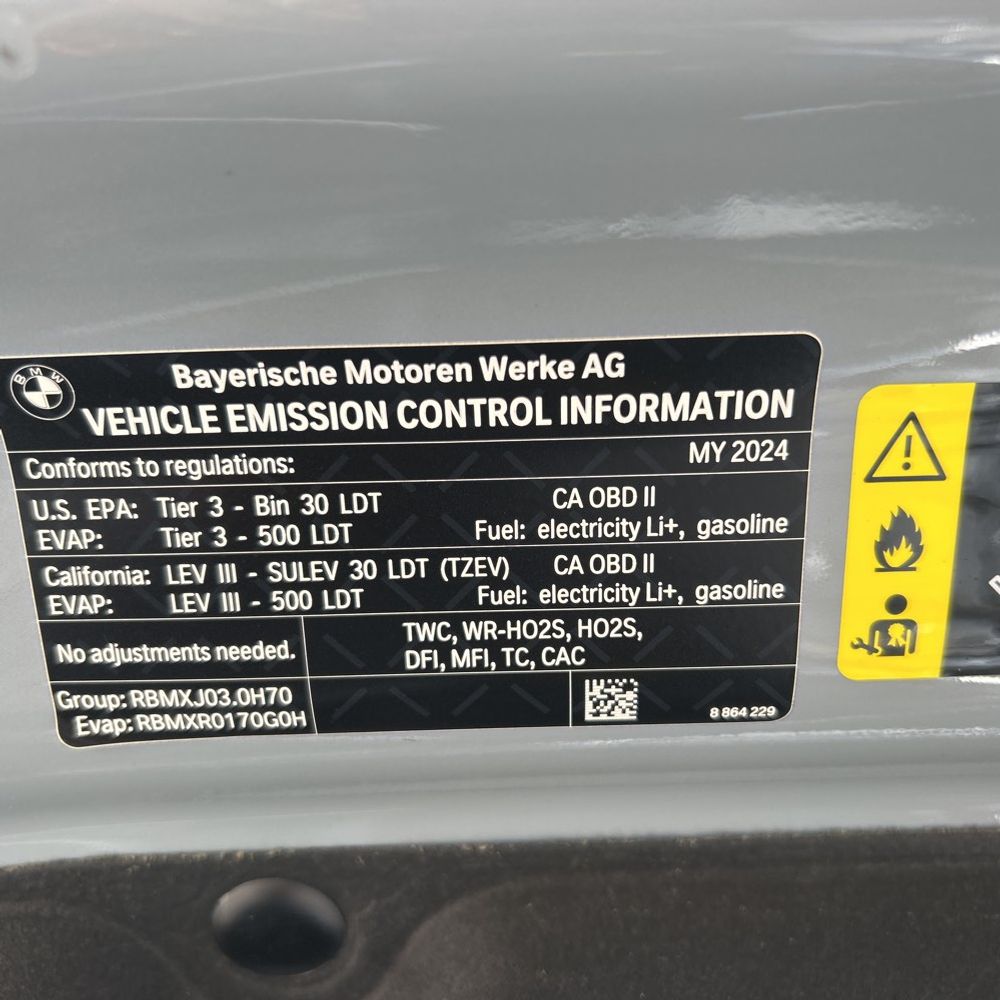 BMW
Bayerische Motoren Werke AG
VEHICLE EMISSION CONTROL INFORMATION
Conforms to regulations: MY 2024
U.S. EPA: Tier 3 - Bin 30 LDT CA OBD II
EVAP: Tier 3 - 500 LDT Fuel: electricity Li+, gasoline
California: LEV III - SULEV 30 LDT (TZEV) CA OBD II
EVAP: LEV III - 500 LDT Fuel: electricity Li+, gasoline
No adjustments needed.
TWC, WR-HO2S, HO2S,
DFI, MFI, TC, CAC
Group: RBMXJ03.0H70
Evap: RBMXR0170G0H
8 864 229